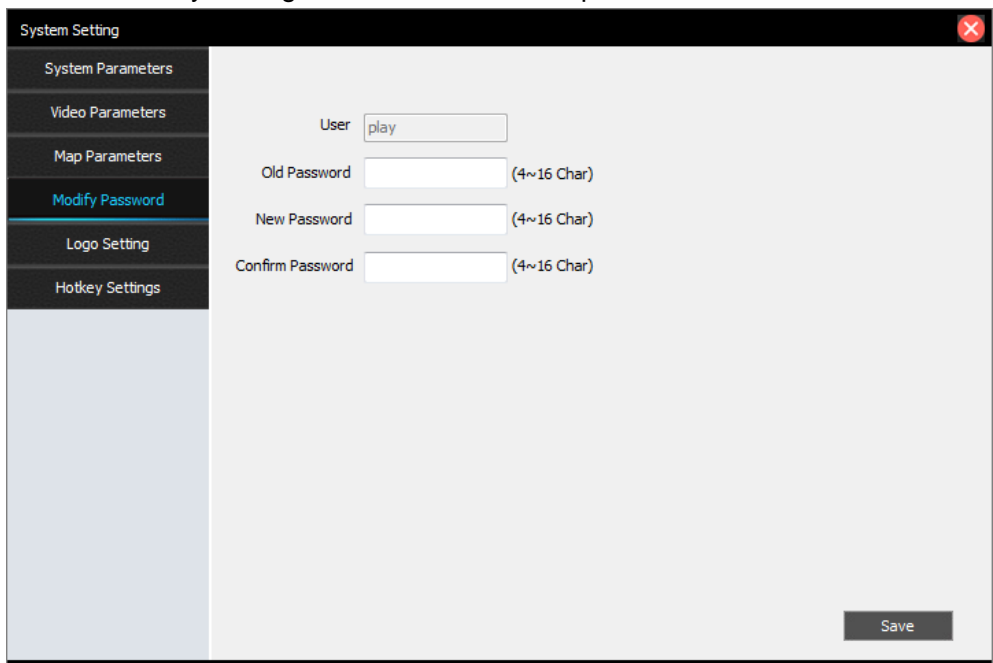 System Setting
System Parameters
Video Parameters
Map Parameters
Modify Password
Logo Setting
Hotkey Settings
User play
Old Password (4~16 Char)
New Password (4~16 Char)
Confirm Password (4~16 Char)
Save